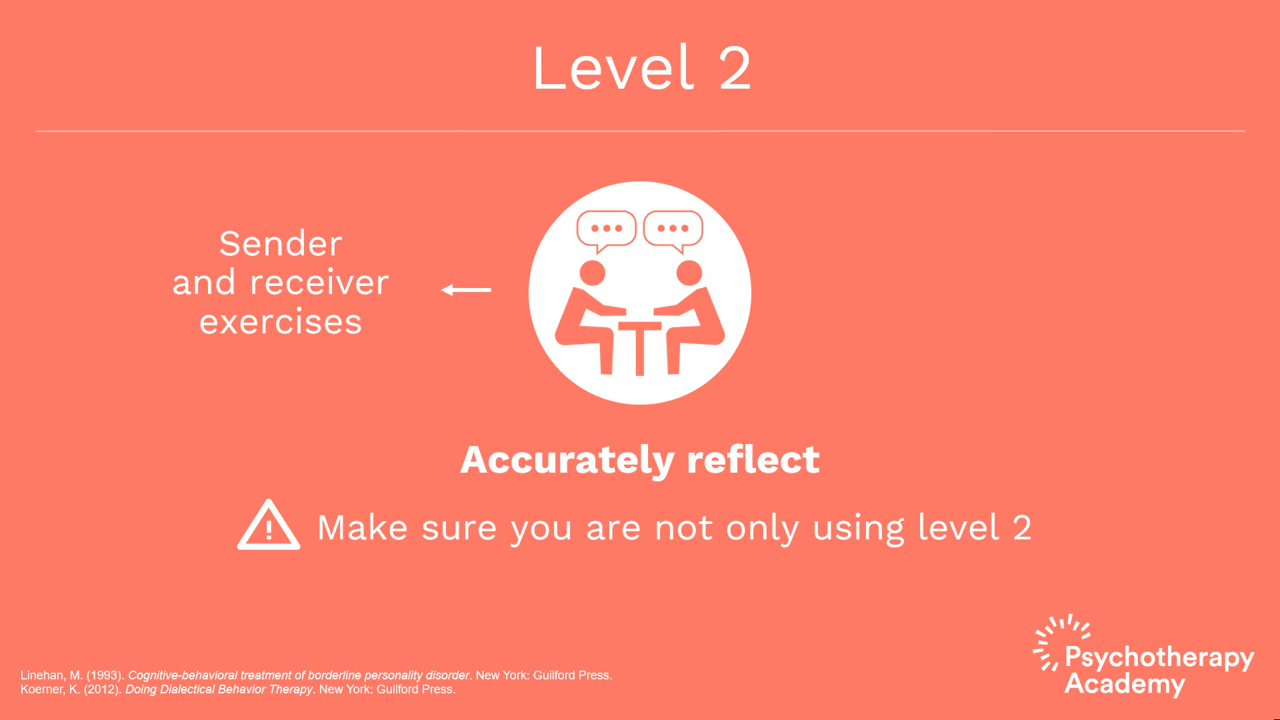 Level 2
Sender
and receiver
exercises
Accurately reflect
Make sure you are not only using level 2
Linehan, M. (1993). Cognitive-behavioral treatment of borderline personality disorder. New York: Guilford Press.
Koerner, K. (2012). Doing Dialectical Behavior Therapy. New York: Guilford Press.
Psychotherapy
Academy